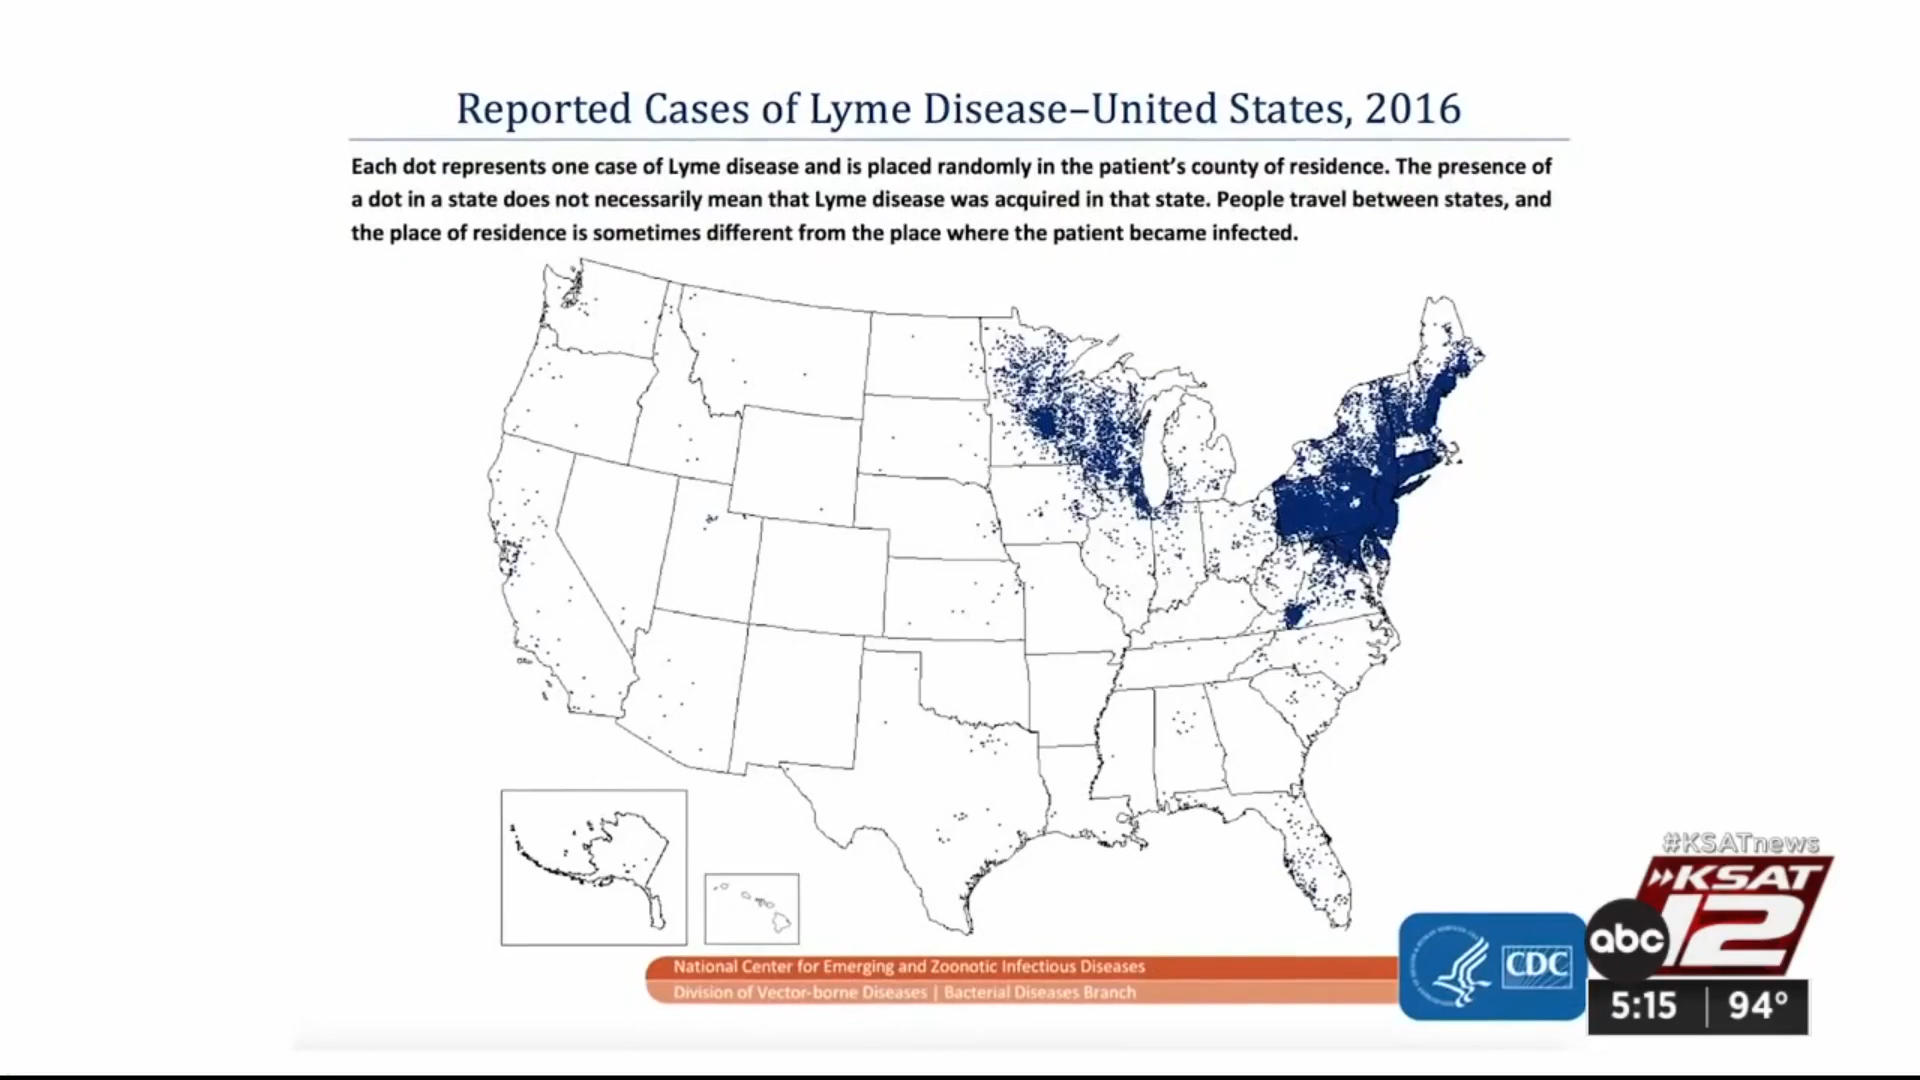 Reported Cases of Lyme Disease–United States, 2016
Each dot represents one case of Lyme disease and is placed randomly in the patient's county of residence. The presence of
a dot in a state does not necessarily mean that Lyme disease was acquired in that state. People travel between states, and
the place of residence is sometimes different from the place where the patient became infected.
#KSATnews
KSAT
12
abc
CDC
National Center for Emerging and Zoonotic Infectious Diseases
Division of Vector-borne Diseases | Bacterial Diseases Branch
5:15 | 94°